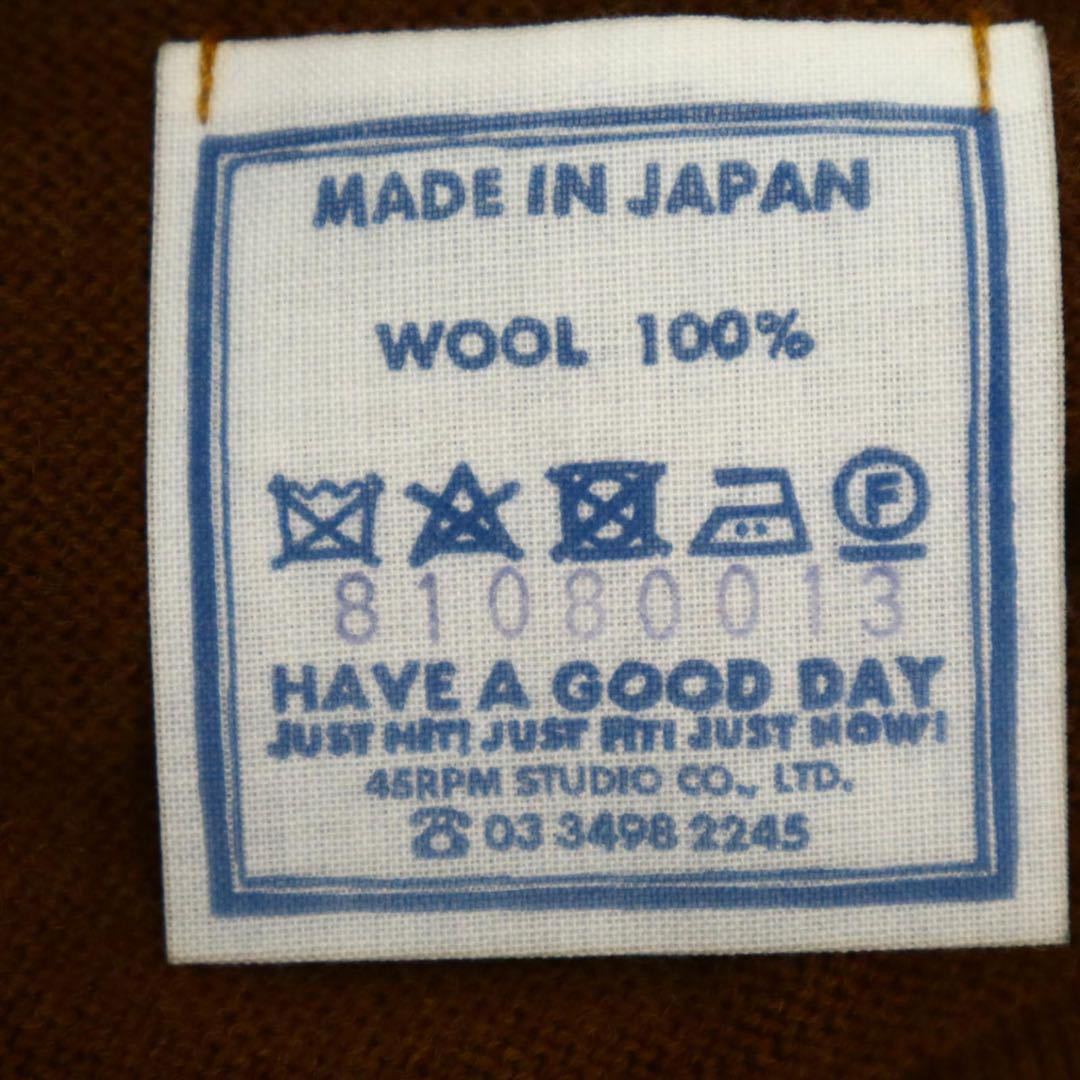 MADE IN JAPAN
WOOL 100%
F
81080013
HAVE A GOOD DAY
JUST HIT! JUST FIT! JUST NOW!
45RPM STUDIO CO., LTD.
☎ 03 3498 2245